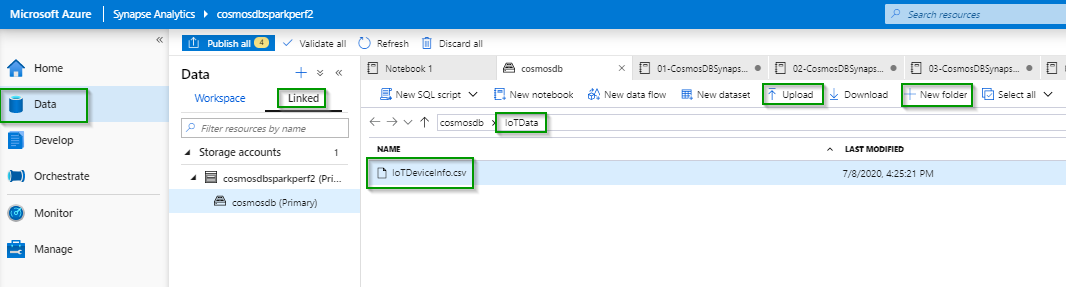 Microsoft Azure Synapse Analytics › cosmosdbsparkperf2 Search resources
« Publish all 4 Validate all Refresh Discard all
Home
Data
Develop
Orchestrate
Monitor
Manage
Data + «
Workspace Linked
Filter resources by name
Storage accounts 1
cosmosdbsparkperf2 (Pri...
cosmosdb (Primary)
Notebook 1 cosmosdb × 01-CosmosDBSynaps... 02-CosmosDBSynaps... 03-CosmosDBSynaps...
New SQL script New notebook New data flow New dataset Upload Download New folder Select all
cosmosdb › IoTData
NAME LAST MODIFIED
IoTDeviceInfo.csv 7/8/2020, 4:25:21 PM